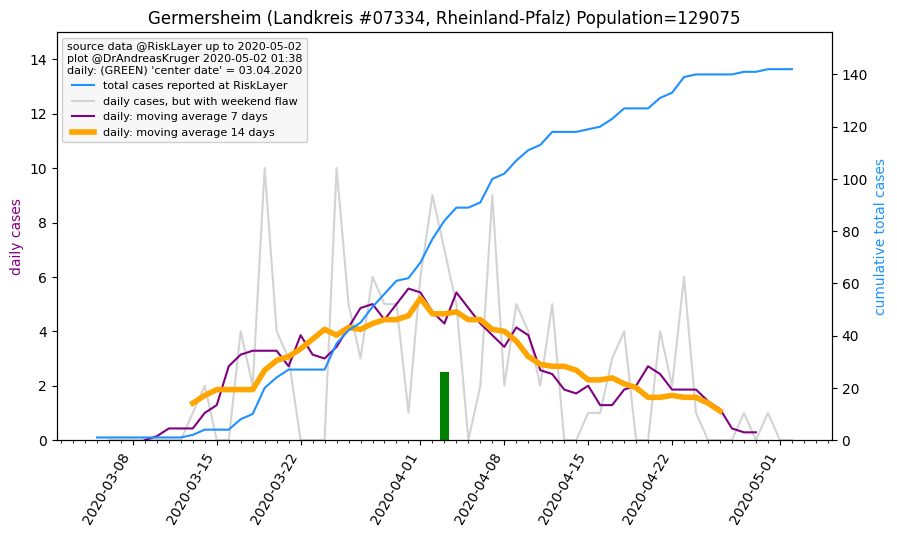 Germersheim (Landkreis #07334, Rheinland-Pfalz) Population=129075
source data @RiskLayer up to 2020-05-02
plot @DrAndreasKruger 2020-05-02 01:38
daily: (GREEN) 'center date' = 03.04.2020
total cases reported at RiskLayer
daily cases, but with weekend flaw
daily: moving average 7 days
daily: moving average 14 days
daily cases
14
12
10
8
6
4
2
0
140
120
100
80
60
40
20
0
cumulative total cases
2020-03-08
2020-03-15
2020-03-22
2020-04-01
2020-04-08
2020-04-15
2020-04-22
2020-05-01